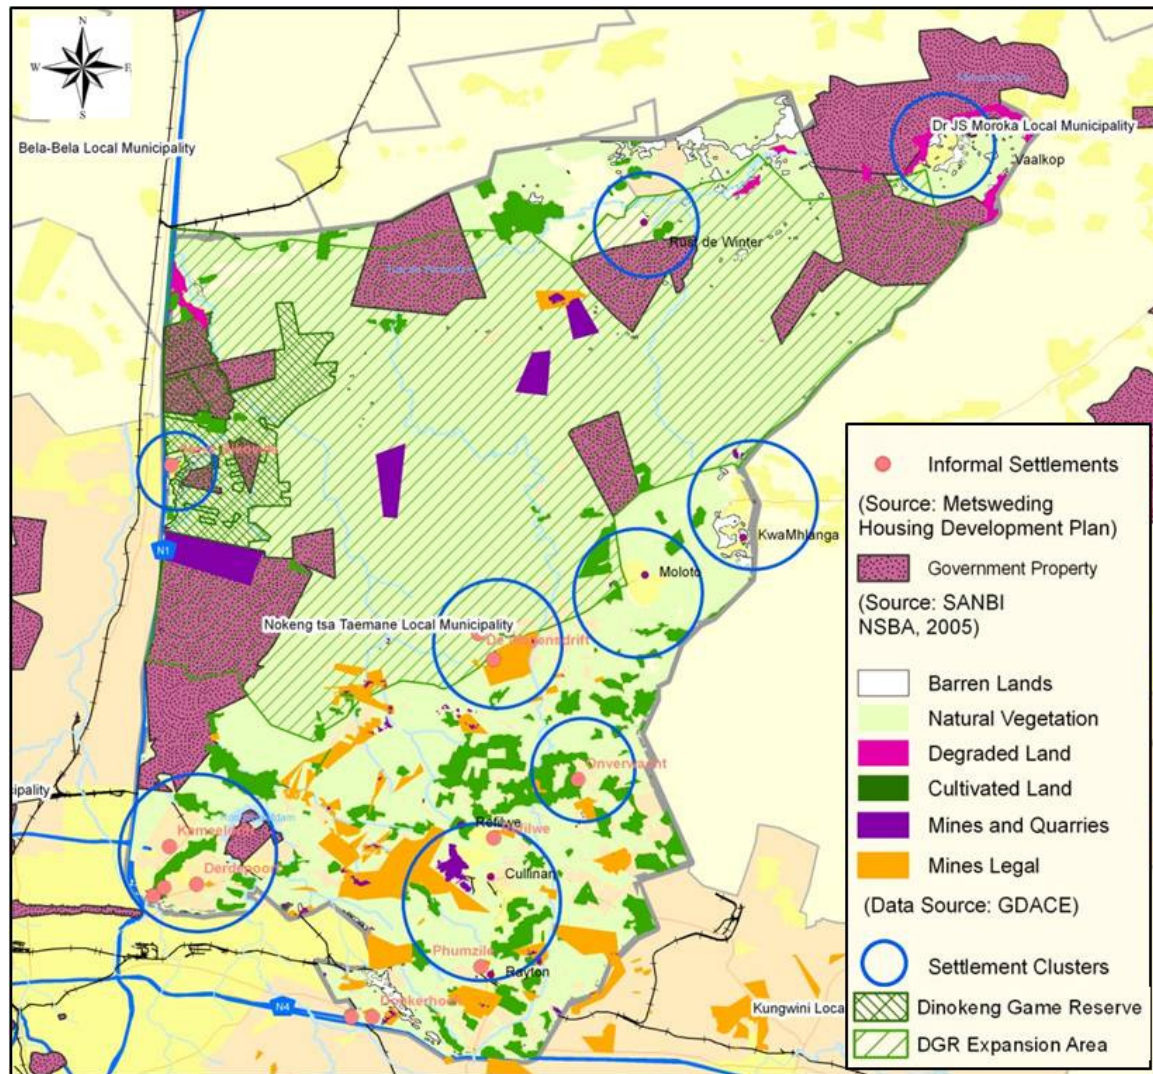 N
W
E
S
Bela-Bela Local Municipality
Dr JS Moroka Local Municipality
Vaalkop
Rust de Winter
N1
KwaMhlanga
Moloto
Nokeng tsa Taemane Local Municipality
Onverwacht
cipality
Refilwe
Cullinan
Derdepoort
Phumzile
Rayton
N4
Kungwini Loca
Informal Settlements
(Source: Metsweding
Housing Development Plan)
Government Property
(Source: SANBI
NSBA, 2005)
Barren Lands
Natural Vegetation
Degraded Land
Cultivated Land
Mines and Quarries
Mines Legal
(Data Source: GDACE)
Settlement Clusters
Dinokeng Game Reserve
DGR Expansion Area